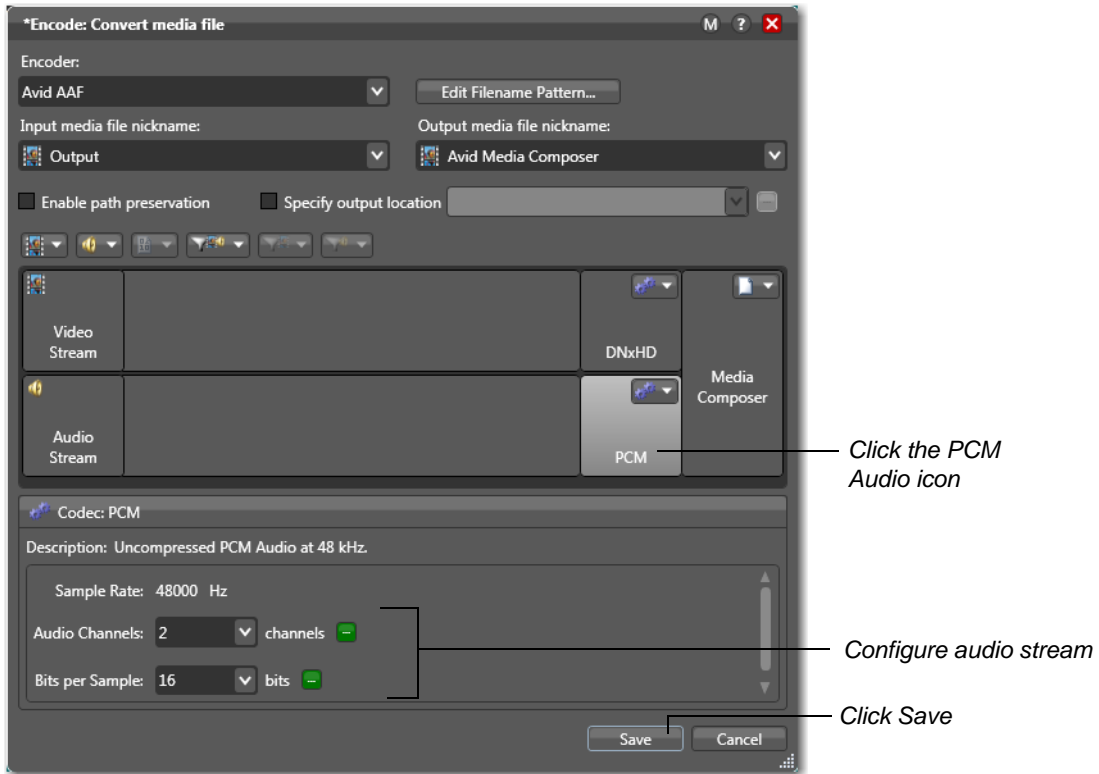 *Encode: Convert media file M ? X
Encoder:
Avid AAF Edit Filename Pattern...
Input media file nickname: Output media file nickname:
Output Avid Media Composer
Enable path preservation Specify output location
Video
Stream
DNxHD
Media
Composer
Audio
Stream
PCM
Click the PCM
Audio icon
Codec: PCM
Description: Uncompressed PCM Audio at 48 kHz.
Sample Rate: 48000 Hz
Audio Channels: 2 channels
Configure audio stream
Bits per Sample: 16 bits
Click Save
Save Cancel